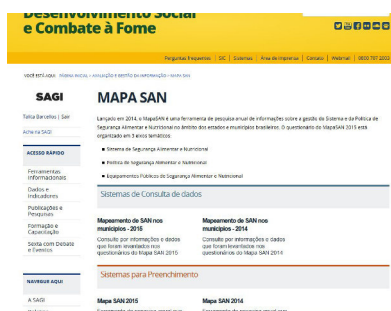 Desenvolvimento Social
e Combate à Fome
Perguntas frequentes | SIC | Sistemas | Área de Imprensa | Contato | Webmail | 0800 707 2003
VOCÊ ESTÁ AQUI: PÁGINA INICIAL › AVALIAÇÃO E GESTÃO DA INFORMAÇÃO › MAPA SAN
SAGI
Talita Barcelos | Sair
Ache na SAGI
ACESSO RÁPIDO
Ferramentas
Informacionais
Dados e
Indicadores
Publicações e
Pesquisas
Formação e
Capacitação
Sexta com Debate
e Eventos
NAVEGUE AQUI
A SAGI
MAPA SAN
Lançado em 2014, o MapaSAN é uma ferramenta de pesquisa anual de informações sobre a gestão do Sistema e da Política de
Segurança Alimentar e Nutricional no âmbito dos estados e municípios brasileiros. O questionário do MapaSAN 2015 está
organizado em 3 eixos temáticos:
Sistema de Segurança Alimentar e Nutricional
Política de Segurança Alimentar e Nutricional
Equipamentos Públicos de Segurança Alimentar e Nutricional
Sistemas de Consulta de dados
Mapeamento de SAN nos
municípios - 2015
Consulte por informações e dados
que foram levantados nos
questionários do Mapa SAN 2015
Mapeamento de SAN nos
municípios - 2014
Consulte por informações e dados
que foram levantados nos
questionários do Mapa SAN 2014
Sistemas para Preenchimento
Mapa SAN 2015
Mapa SAN 2014